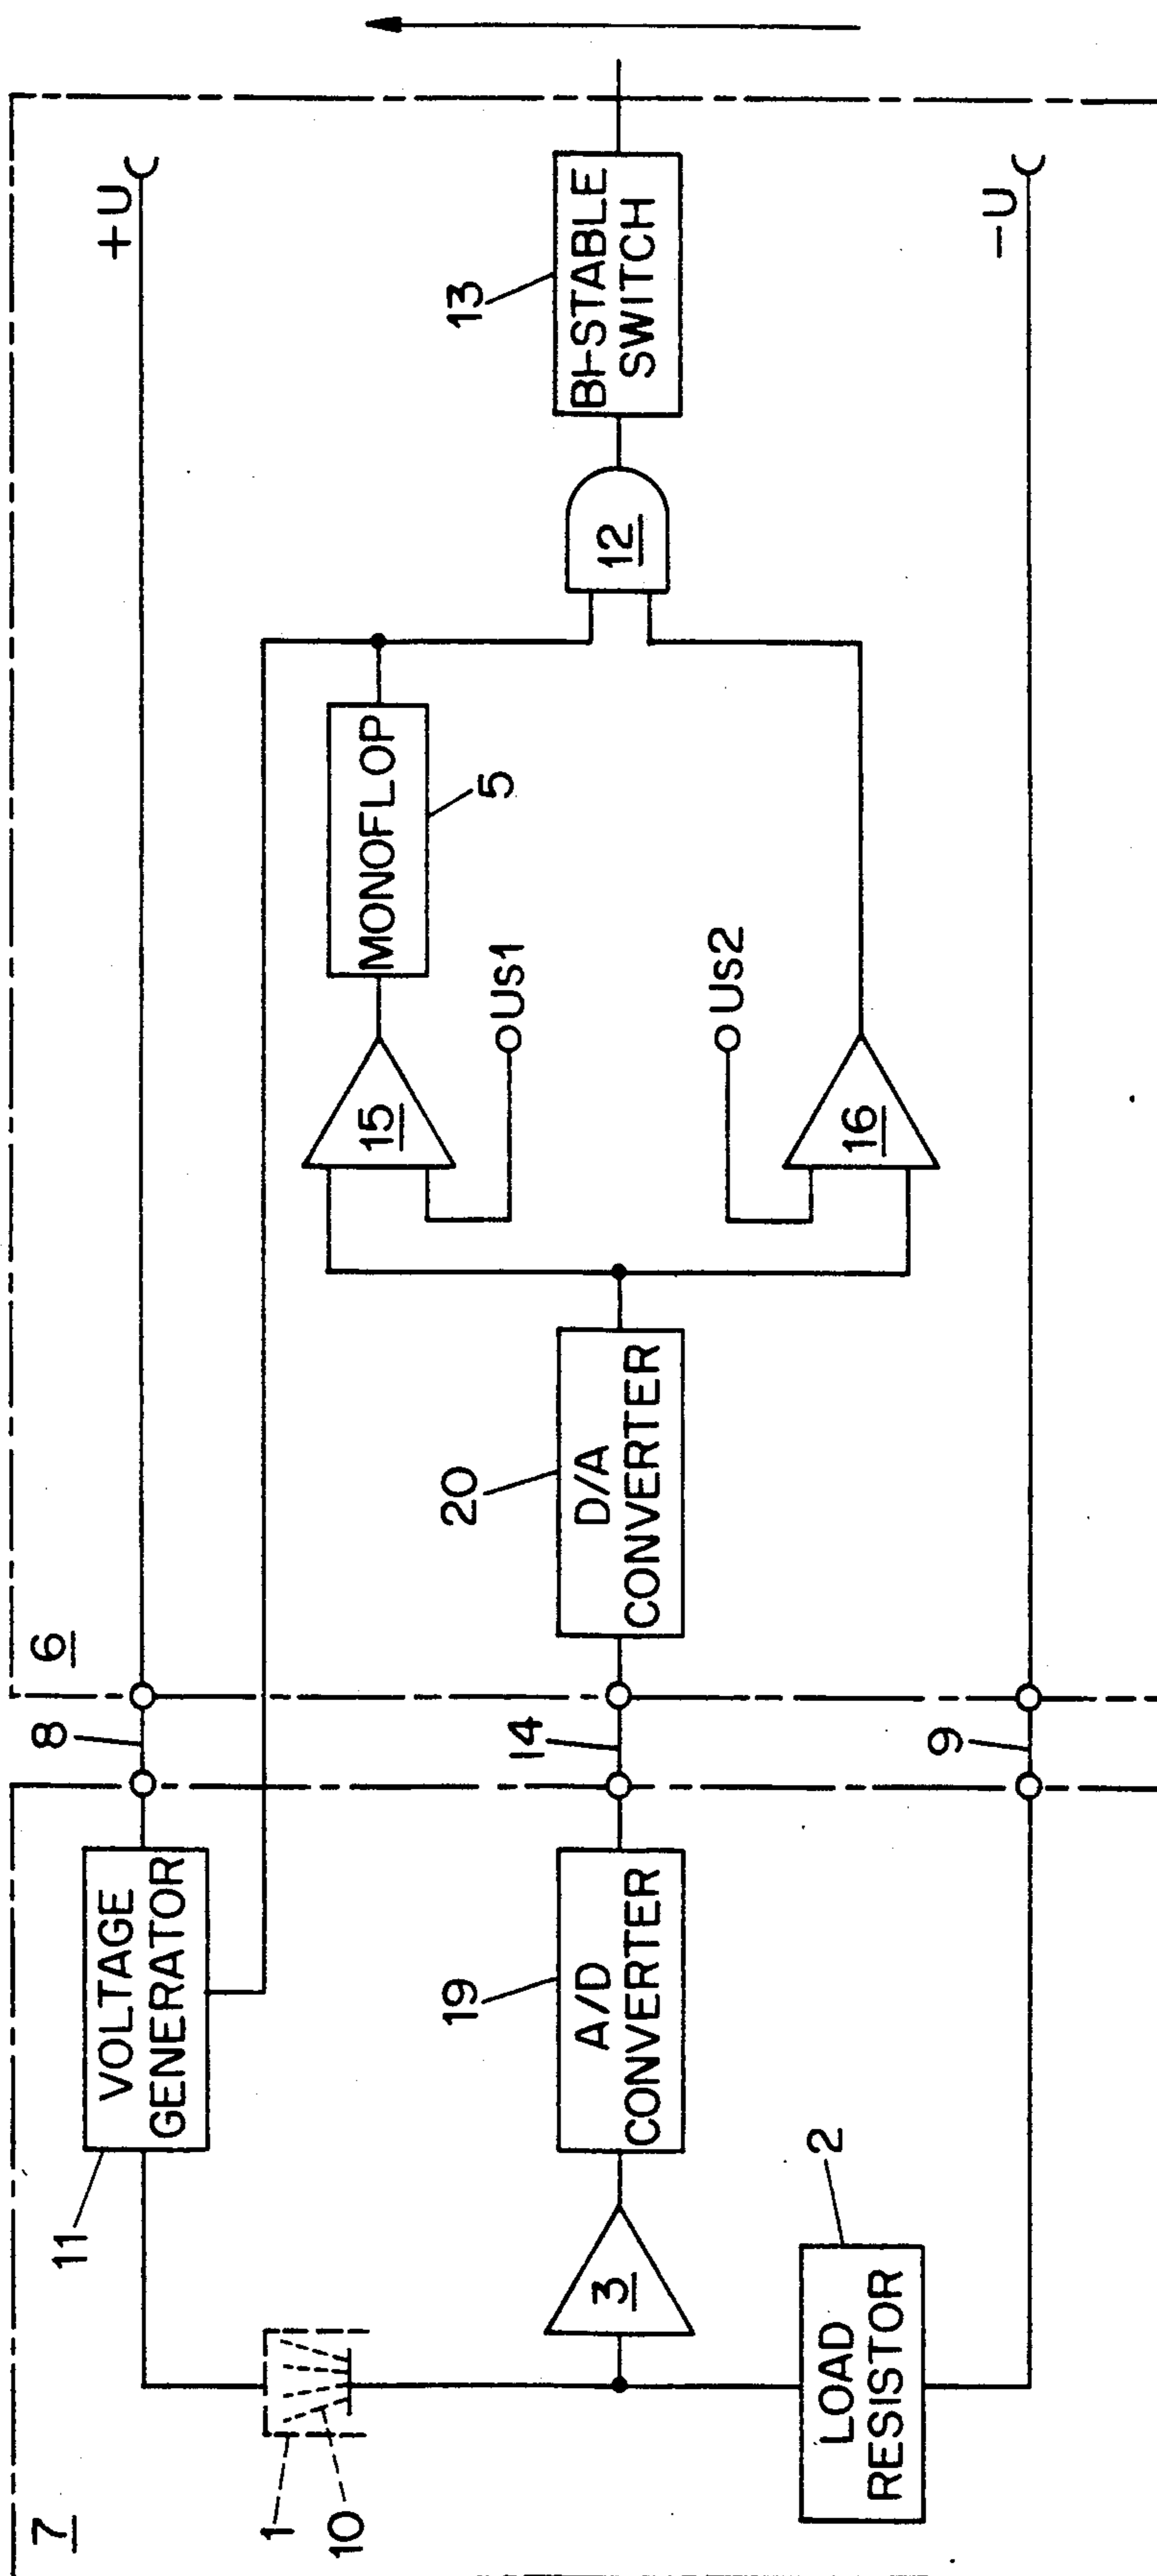 7
11
VOLTAGE
GENERATOR
8
6
+U
1
10
3
19
A/D
CONVERTER
14
20
D/A
CONVERTER
15
Us1
MONOFLOP
5
12
13
BI-STABLE
SWITCH
Us2
16
2
LOAD
RESISTOR
9
-U